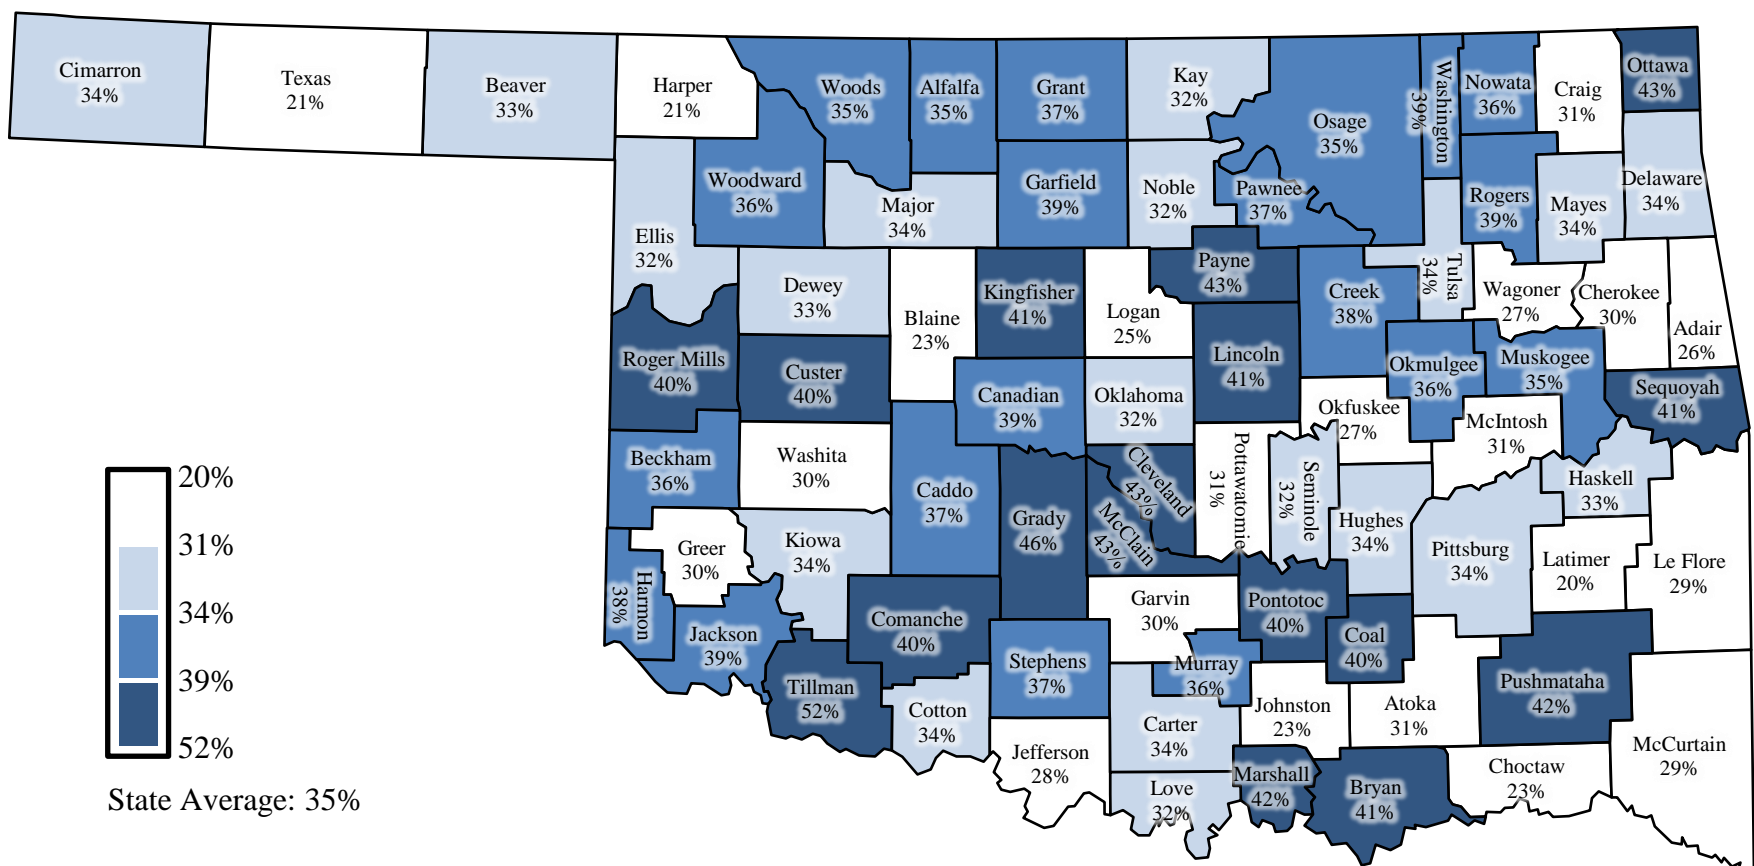 Cimarron
34%
Texas
21%
Beaver
33%
Harper
21%
Woods
35%
Alfalfa
35%
Grant
37%
Kay
32%
Osage
35%
Washington
39%
Nowata
36%
Craig
31%
Ottawa
43%
Ellis
32%
Woodward
36%
Major
34%
Garfield
39%
Noble
32%
Pawnee
37%
Rogers
39%
Mayes
34%
Delaware
34%
Dewey
33%
Blaine
23%
Kingfisher
41%
Logan
25%
Payne
43%
Creek
38%
Tulsa
34%
Wagoner
27%
Cherokee
30%
Adair
26%
Roger Mills
40%
Custer
40%
Canadian
39%
Oklahoma
32%
Lincoln
41%
Okfuskee
27%
Okmulgee
36%
Muskogee
35%
McIntosh
31%
Sequoyah
41%
Beckham
36%
Washita
30%
Caddo
37%
Grady
46%
Cleveland
43%
McClain
43%
Pottawatomie
31%
Seminole
32%
Hughes
34%
Pittsburg
34%
Haskell
33%
Latimer
20%
Le Flore
29%
Harmon
38%
Greer
30%
Kiowa
34%
Jackson
39%
Tillman
52%
Comanche
40%
Cotton
34%
Stephens
37%
Garvin
30%
Murray
36%
Pontotoc
40%
Coal
40%
Johnston
23%
Atoka
31%
Pushmataha
42%
Jefferson
28%
Carter
34%
Love
32%
Marshall
42%
Bryan
41%
Choctaw
23%
McCurtain
29%
20%
31%
34%
39%
52%
State Average: 35%